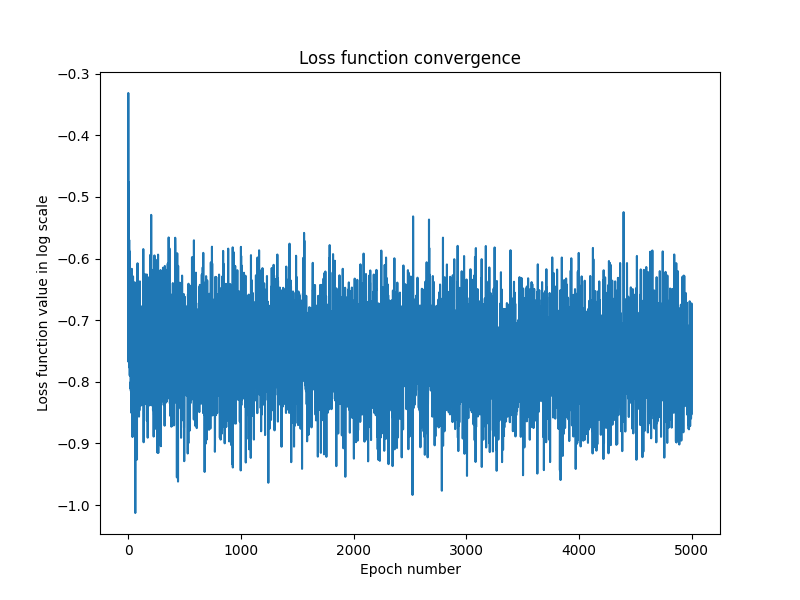 Loss function convergence
Loss function value in log scale
−0.3
−0.4
−0.5
−0.6
−0.7
−0.8
−0.9
−1.0
0 1000 2000 3000 4000 5000
Epoch number